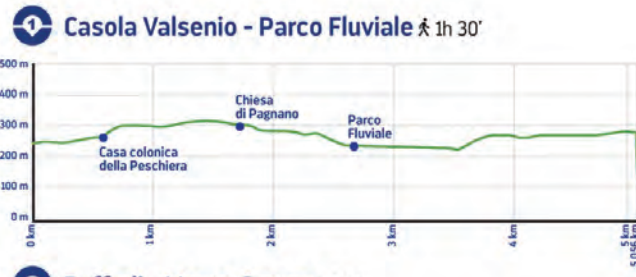 1 Casola Valsenio - Parco Fluviale 1h 30'
500 m
400 m
300 m
200 m
100 m
0 m
Chiesa
di Pagnano
Parco
Fluviale
Casa colonica
della Peschiera
0 km
1 km
2 km
3 km
4 km
5 km